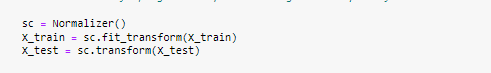 sc = Normalizer()
X_train = sc.fit_transform(X_train)
X_test = sc.transform(X_test)